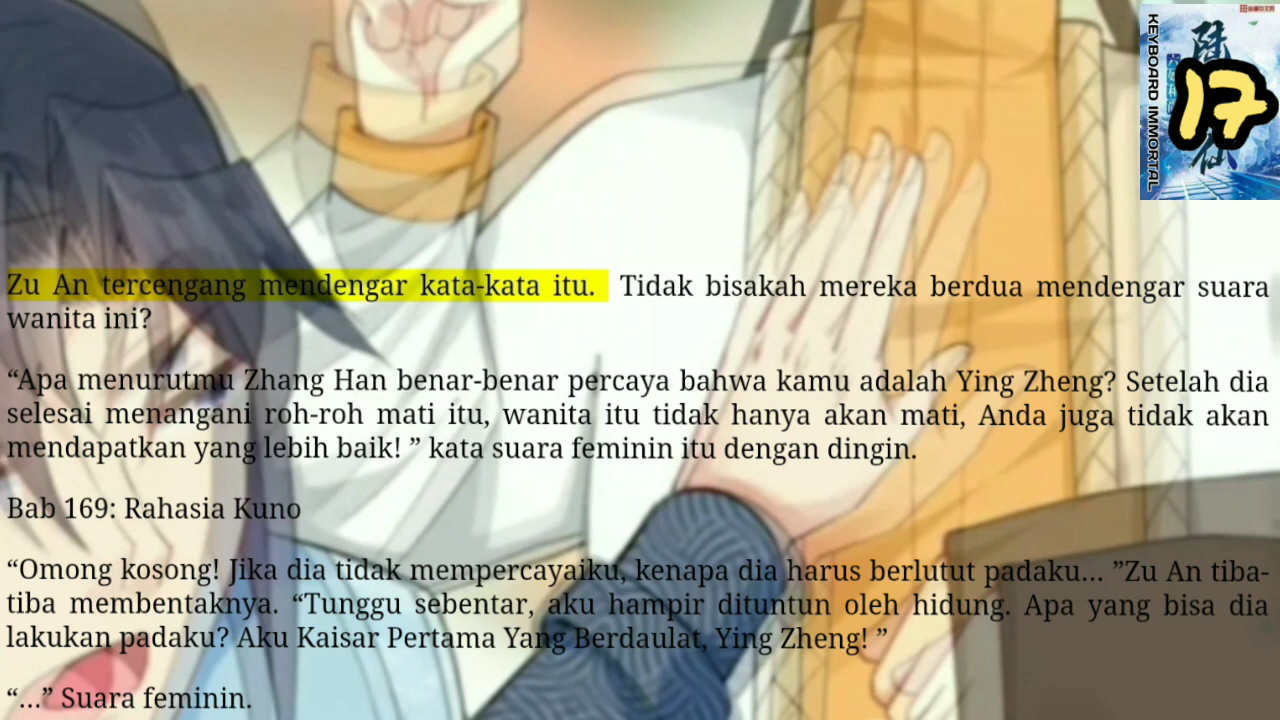 Zu An tercengang mendengar kata-kata itu. Tidak bisakah mereka berdua mendengar suara
wanita ini?
“Apa menurutmu Zhang Han benar-benar percaya bahwa kamu adalah Ying Zheng? Setelah dia
selesai menangani roh-roh mati itu, wanita itu tidak hanya akan mati, Anda juga tidak akan
mendapatkan yang lebih baik! ” kata suara feminin itu dengan dingin.
Bab 169: Rahasia Kuno
“Omong kosong! Jika dia tidak mempercayaiku, kenapa dia harus berlutut padaku... ”Zu An tiba-
tiba membentaknya. “Tunggu sebentar, aku hampir dituntun oleh hidung. Apa yang bisa dia
lakukan padaku? Aku Kaisar Pertama Yang Berdaulat, Ying Zheng! ”
“...” Suara feminin.
KEYBOARD IMMORTAL
17
陆
仙